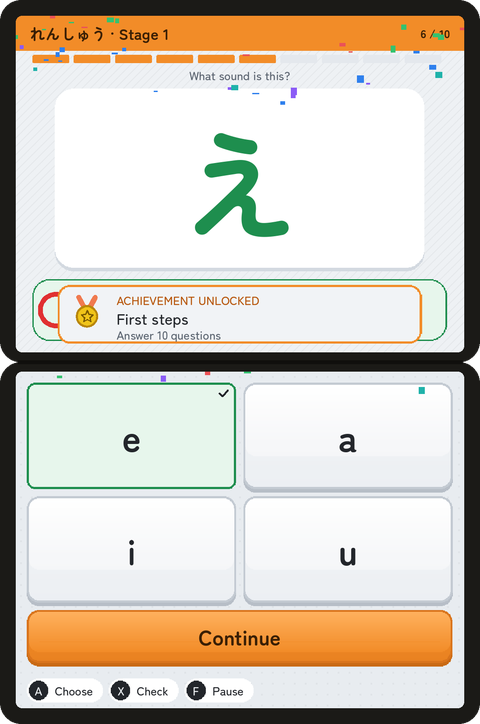 れんしゅう · Stage 1
6 / 10
What sound is this?
え
ACHIEVEMENT UNLOCKED
First steps
Answer 10 questions
e
a
i
u
Continue
A Choose
X Check
F Pause